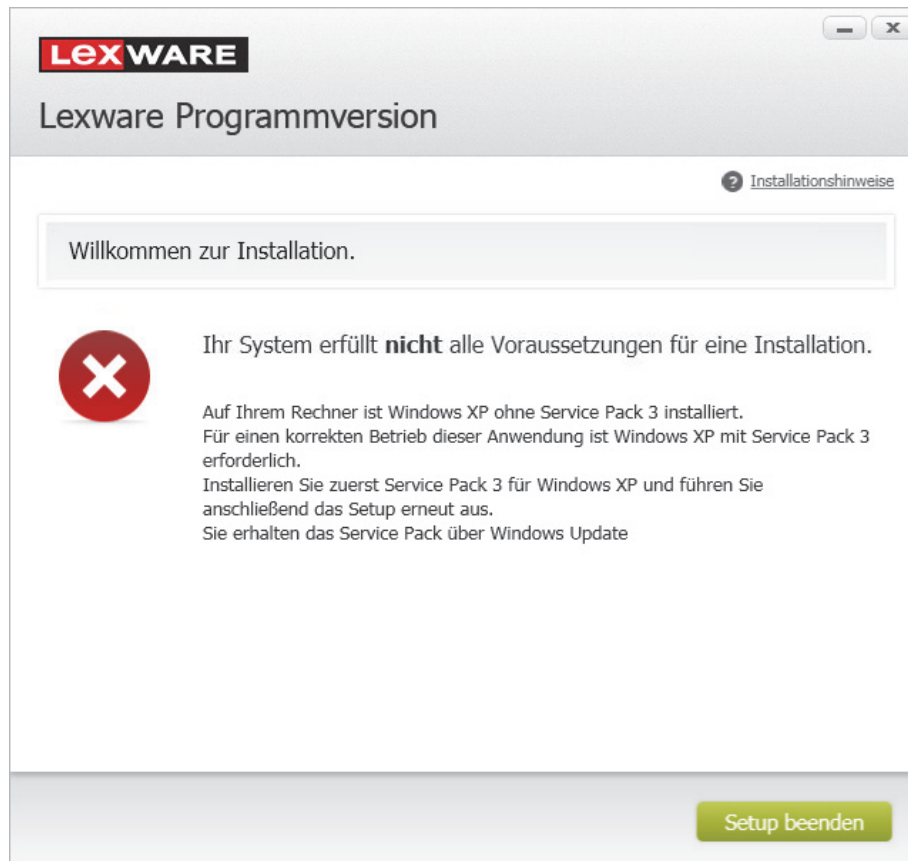 LEXWARE
Lexware Programmversion
Installationshinweise
Willkommen zur Installation.
Ihr System erfüllt nicht alle Voraussetzungen für eine Installation.
Auf Ihrem Rechner ist Windows XP ohne Service Pack 3 installiert.
Für einen korrekten Betrieb dieser Anwendung ist Windows XP mit Service Pack 3
erforderlich.
Installieren Sie zuerst Service Pack 3 für Windows XP und führen Sie
anschließend das Setup erneut aus.
Sie erhalten das Service Pack über Windows Update
Setup beenden